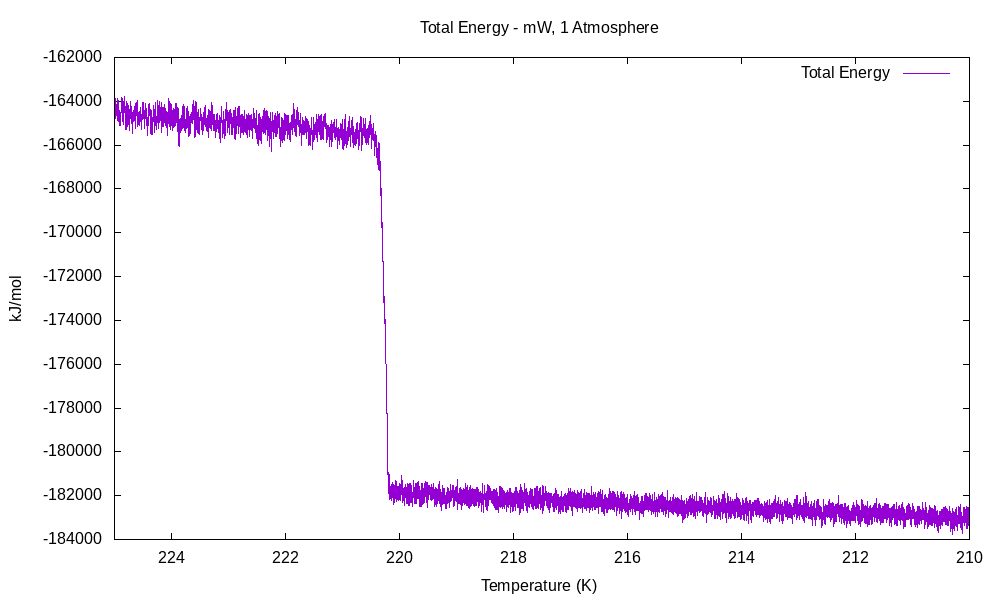 Total Energy - mW, 1 Atmosphere
Total Energy
-162000
-164000
-166000
-168000
-170000
-172000
-174000
-176000
-178000
-180000
-182000
-184000
kJ/mol
224 222 220 218 216 214 212 210
Temperature (K)